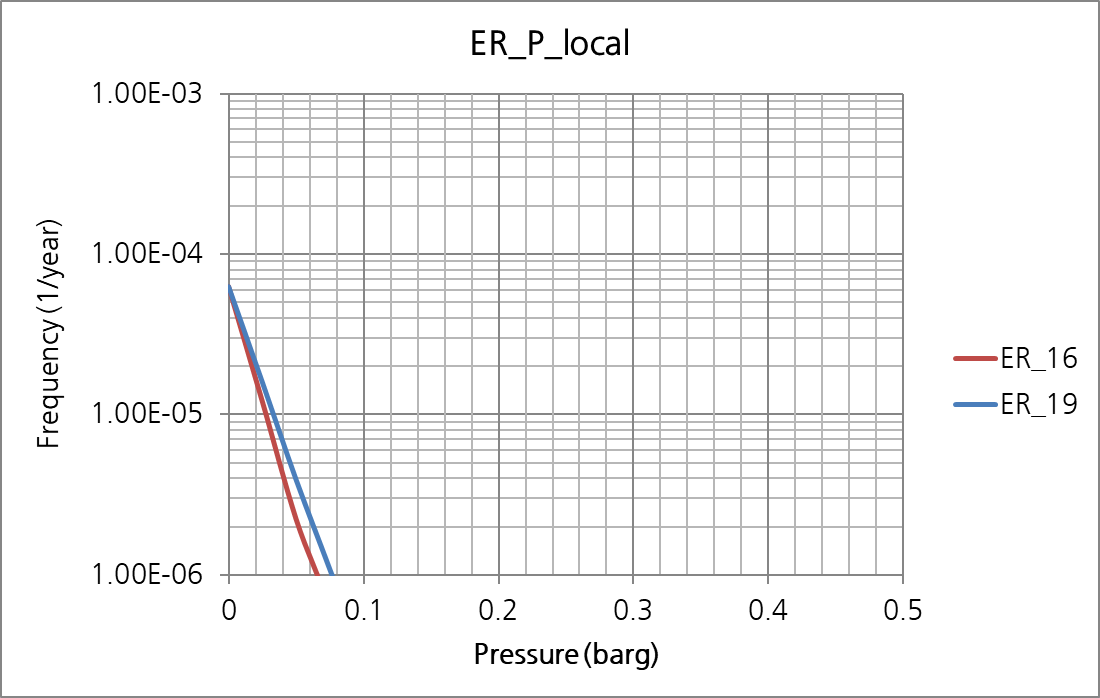 ER_P_local
1.00E-03
1.00E-04
1.00E-05
1.00E-06
Frequency (1/year)
0 0.1 0.2 0.3 0.4 0.5
Pressure (barg)
ER_16
ER_19